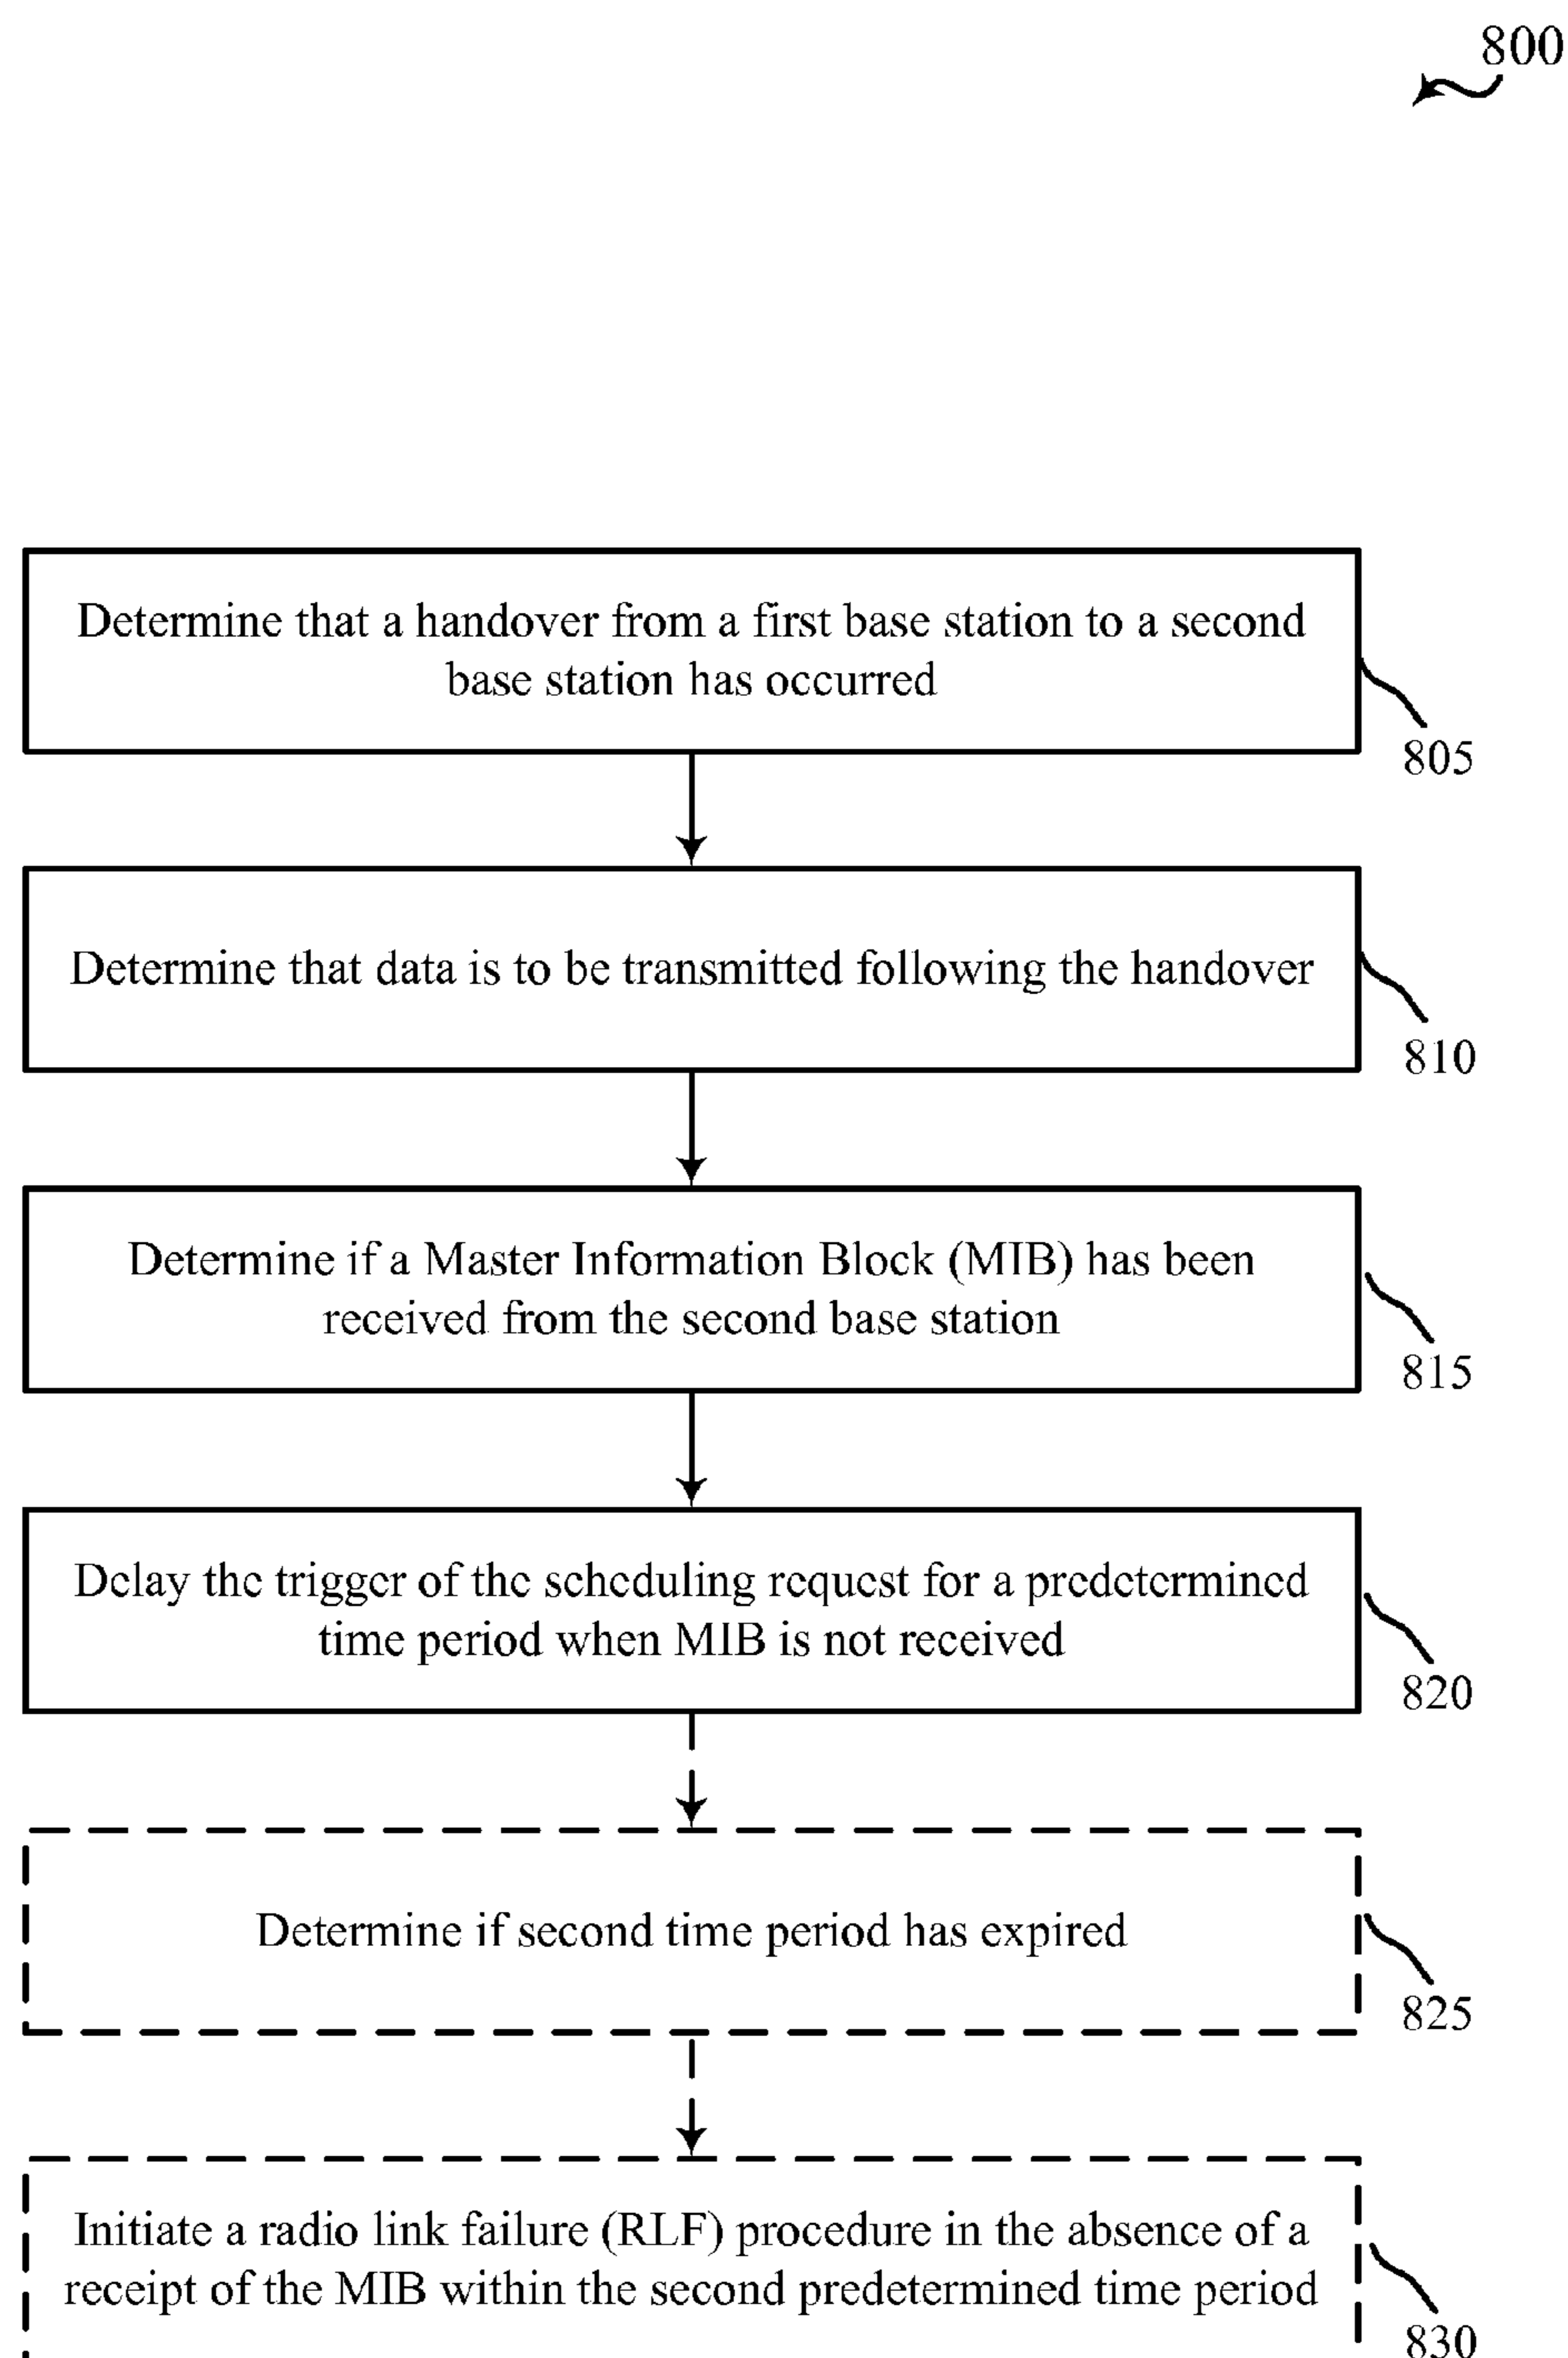 800
Determine that a handover from a first base station to a second
base station has occurred
805
Determine that data is to be transmitted following the handover
810
Determine if a Master Information Block (MIB) has been
received from the second base station
815
Delay the trigger of the scheduling request for a predetermined
time period when MIB is not received
820
Determine if second time period has expired
825
Initiate a radio link failure (RLF) procedure in the absence of a
receipt of the MIB within the second predetermined time period
830